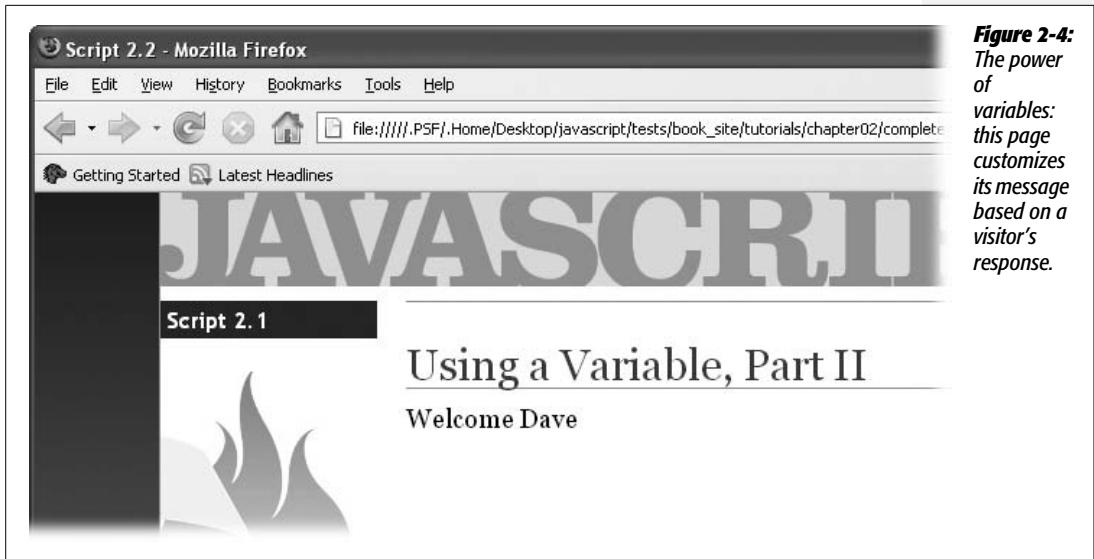 Script 2.2 - Mozilla Firefox
File Edit View History Bookmarks Tools Help
file://///.PSF/.Home/Desktop/javascript/tests/book_site/tutorials/chapter02/complete
Getting Started Latest Headlines
JAVASCRI
Script 2.1
Using a Variable, Part II
Welcome Dave
Figure 2-4:
The power
of
variables:
this page
customizes
its message
based on a
visitor's
response.